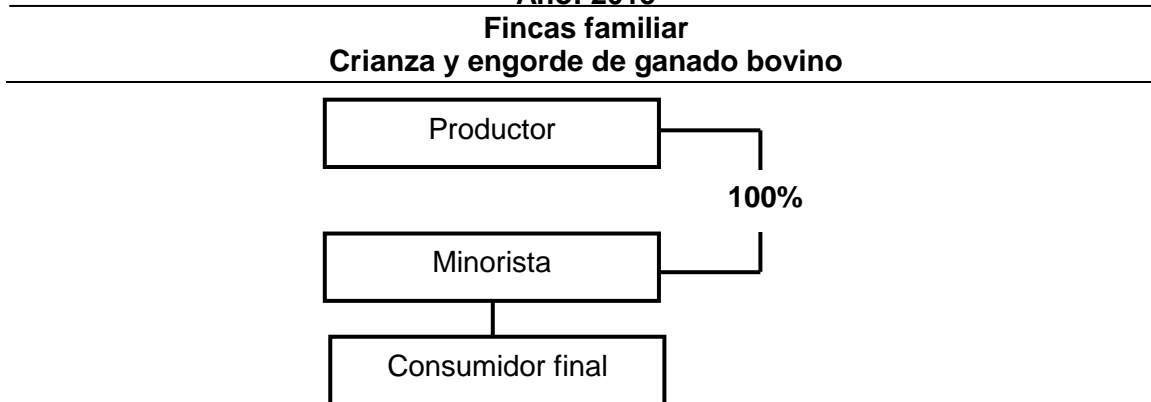 Fincas familiar
Crianza y engorde de ganado bovino
Productor
100%
Minorista
Consumidor final